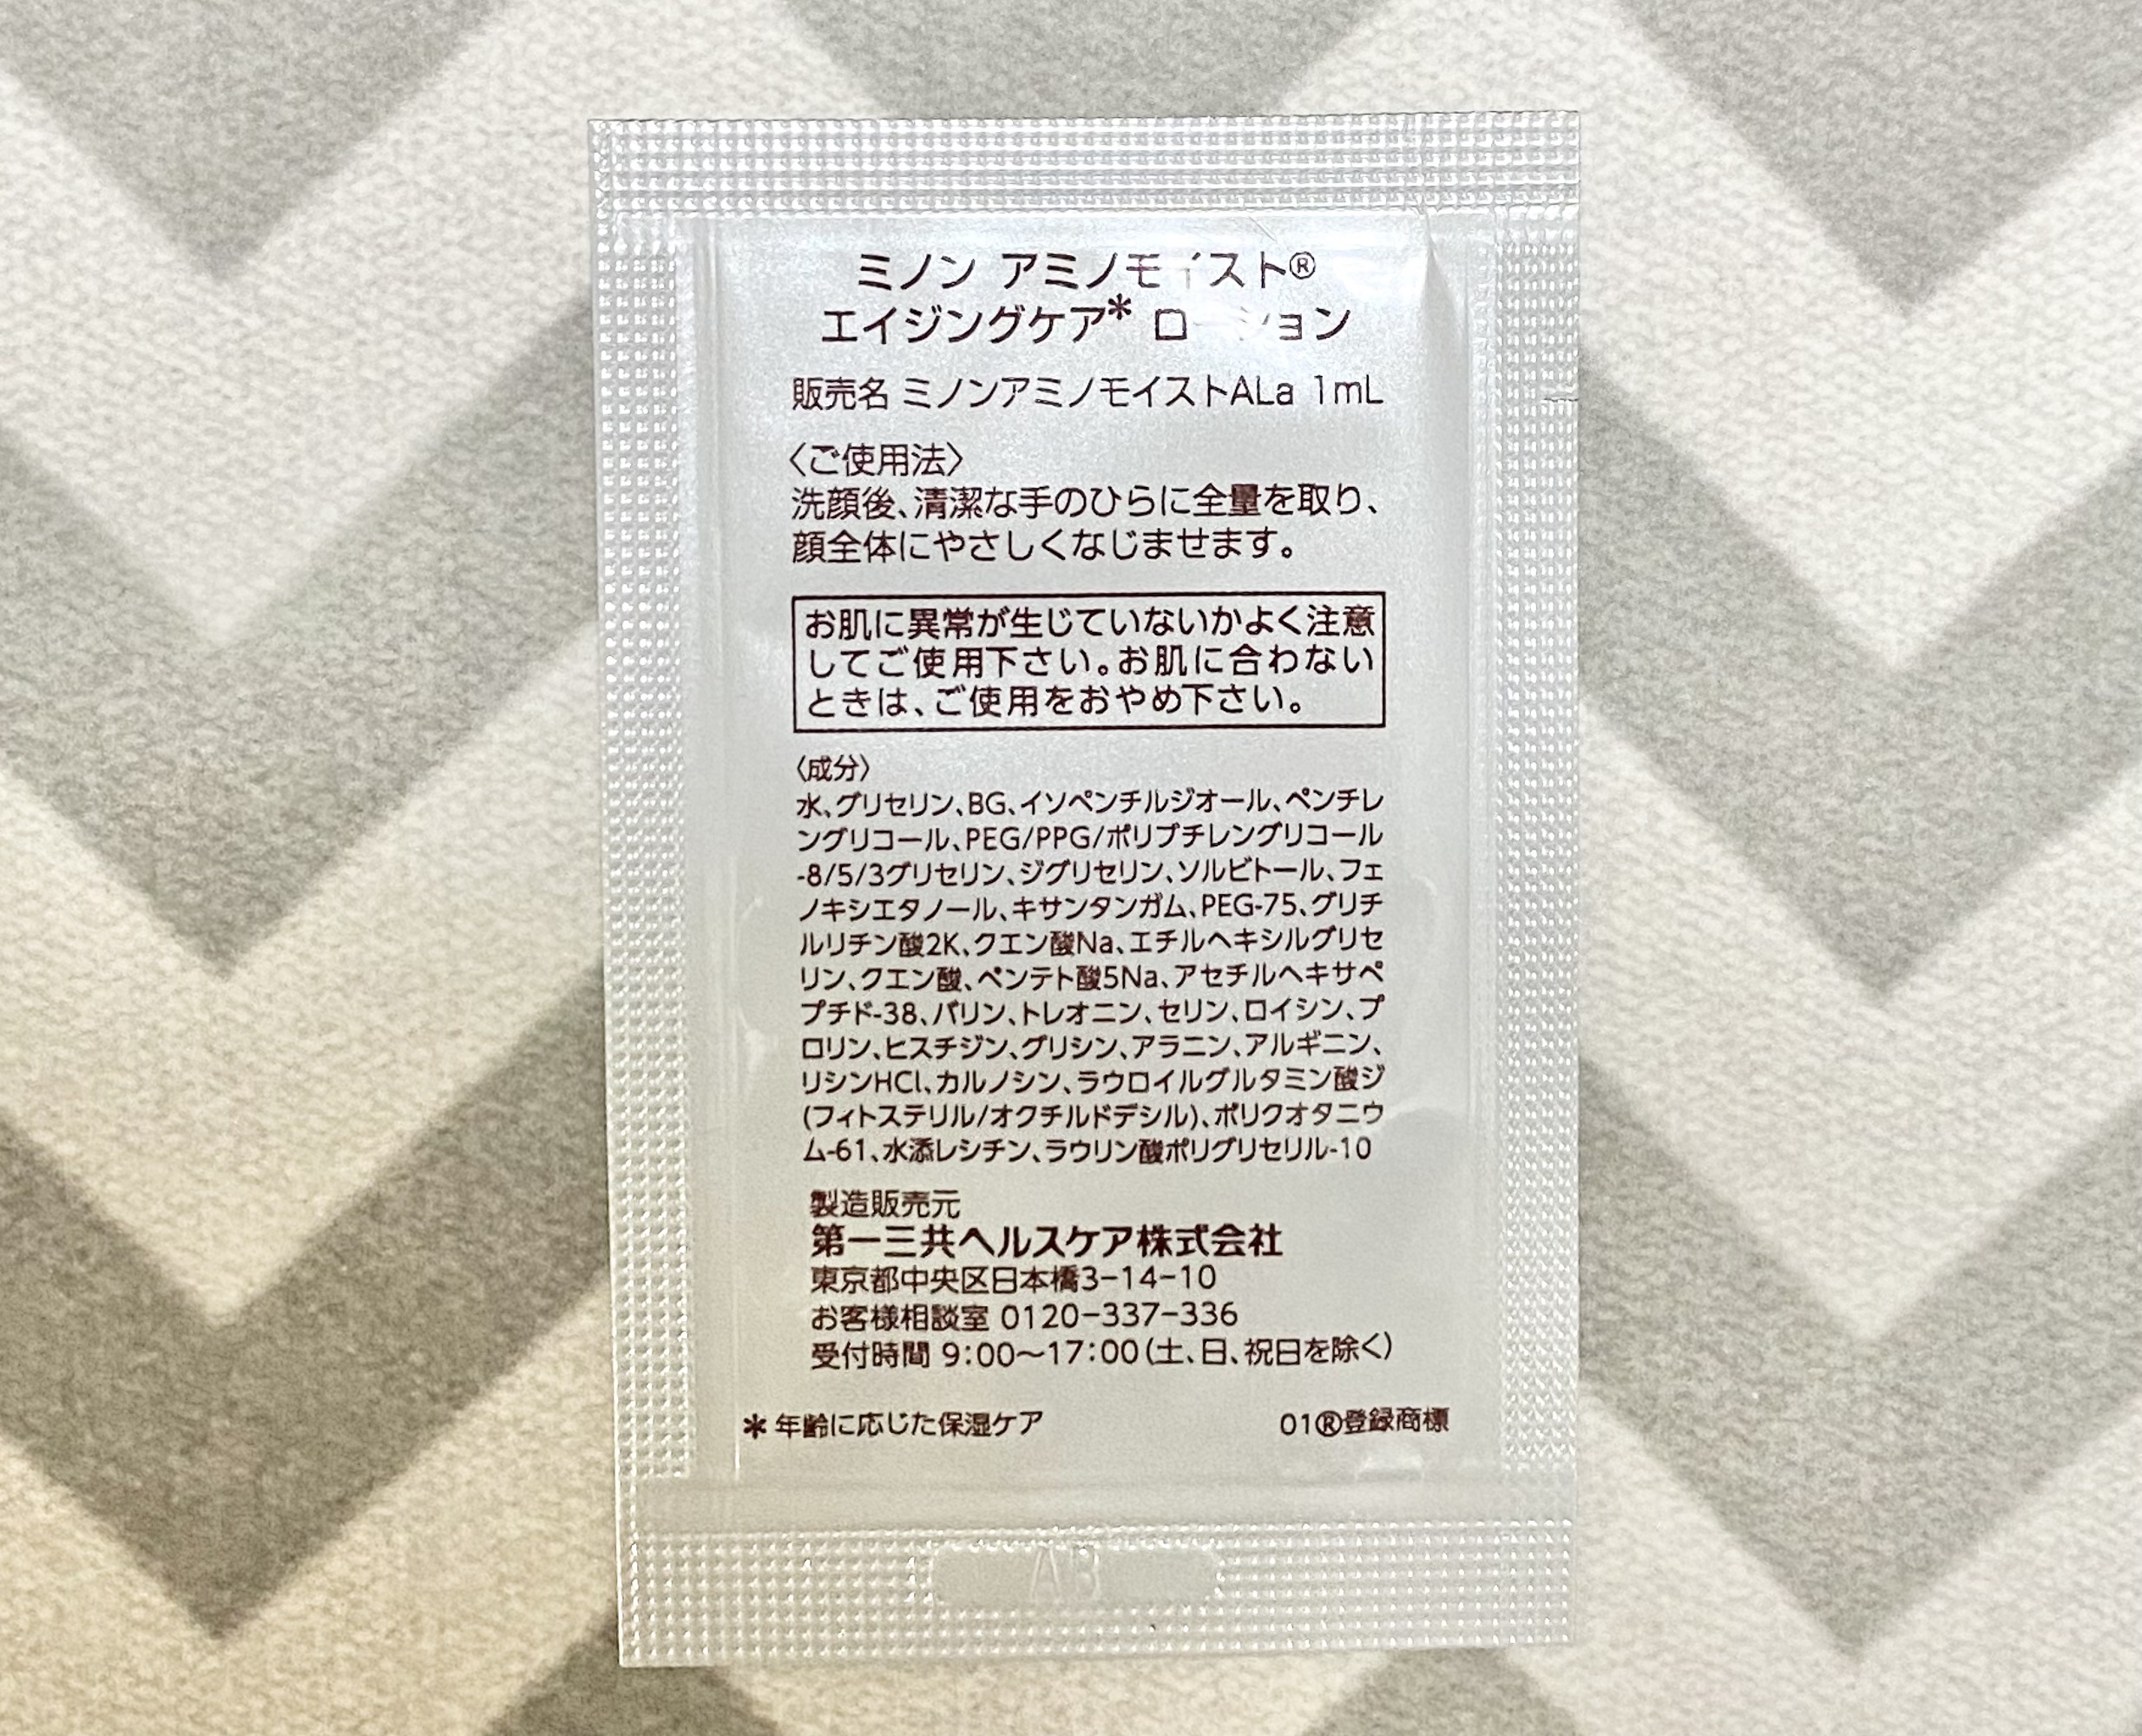 ミノン アミノモイスト®
エイジングケア* ローション
販売名 ミノンアミノモイストALa 1mL
〈ご使用法〉
洗顔後、清潔な手のひらに全量を取り、
顔全体にやさしくなじませます。
お肌に異常が生じていないかよく注意
してご使用下さい。お肌に合わない
ときは、ご使用をおやめ下さい。
〈成分〉
水、グリセリン、BG、イソペンチルジオール、ペンチレ
ングリコール、PEG/PPG/ポリブチレングリコール
-8/5/3グリセリン、ジグリセリン、ソルビトール、フェ
ノキシエタノール、キサンタンガム、PEG-75、グリチ
ルリチン酸2K、クエン酸Na、エチルヘキシルグリセ
リン、クエン酸、ペンテト酸5Na、アセチルヘキサペ
プチド-38、バリン、トレオニン、セリン、ロイシン、プ
ロリン、ヒスチジン、グリシン、アラニン、アルギニン、
リシンHCl、カルノシン、ラウロイルグルタミン酸ジ
(フィトステリル/オクチルドデシル)、ポリクオタニウ
ム-61、水添レシチン、ラウリン酸ポリグリセリル-10
製造販売元
第一三共ヘルスケア株式会社
東京都中央区日本橋3-14-10
お客様相談室 0120-337-336
受付時間 9:00〜17:00(土、日、祝日を除く)
＊年齢に応じた保湿ケア 01®登録商標
AB